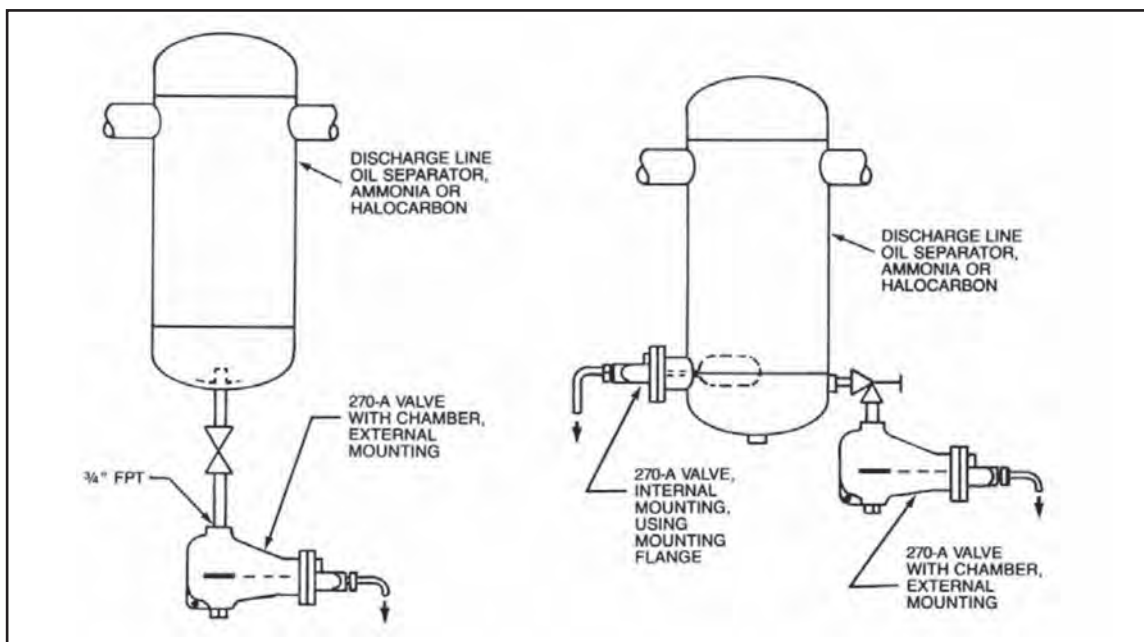 DISCHARGE LINE
OIL SEPARATOR,
AMMONIA OR
HALOCARBON
270-A VALVE
WITH CHAMBER,
EXTERNAL
MOUNTING
¾" FPT
DISCHARGE LINE
OIL SEPARATOR,
AMMONIA OR
HALOCARBON
270-A VALVE,
INTERNAL
MOUNTING,
USING
MOUNTING
FLANGE
270-A VALVE
WITH CHAMBER,
EXTERNAL
MOUNTING